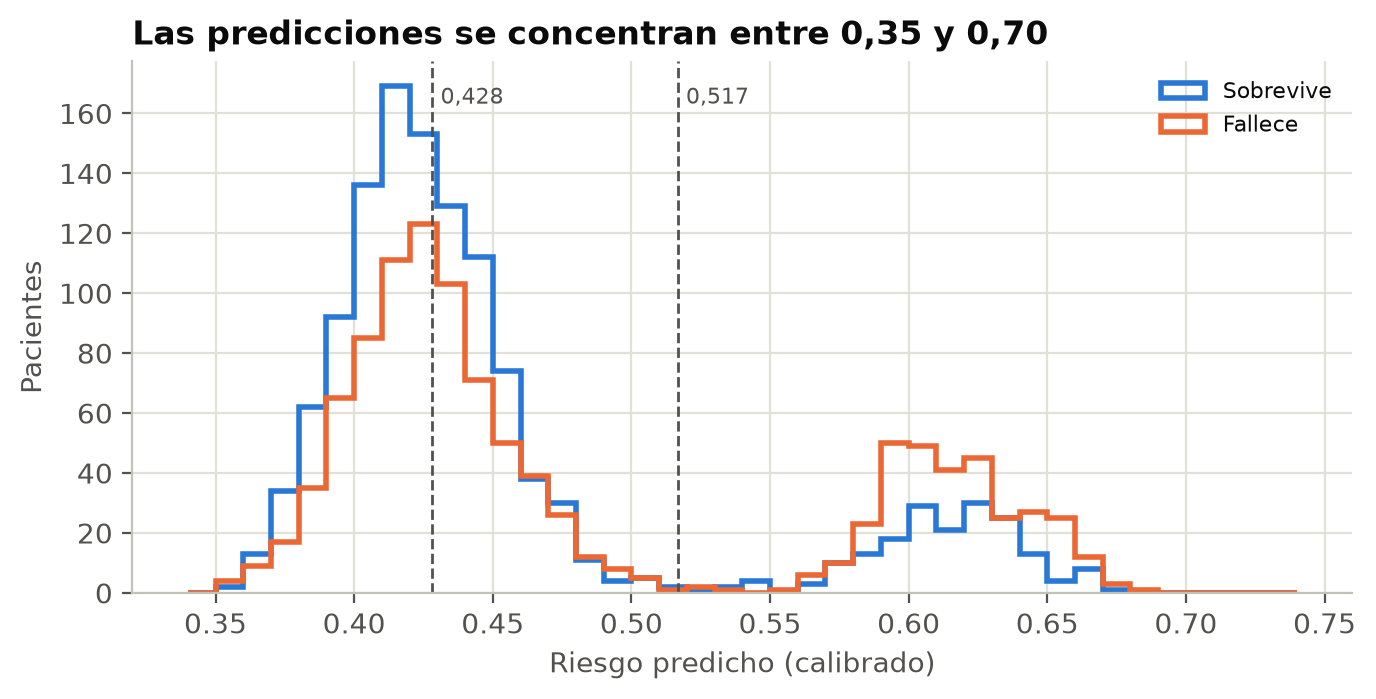 Las predicciones se concentran entre 0,35 y 0,70
0,428
0,517
Sobrevive
Fallece
160
140
120
100
80
60
40
20
0
Pacientes
0.35 0.40 0.45 0.50 0.55 0.60 0.65 0.70 0.75
Riesgo predicho (calibrado)